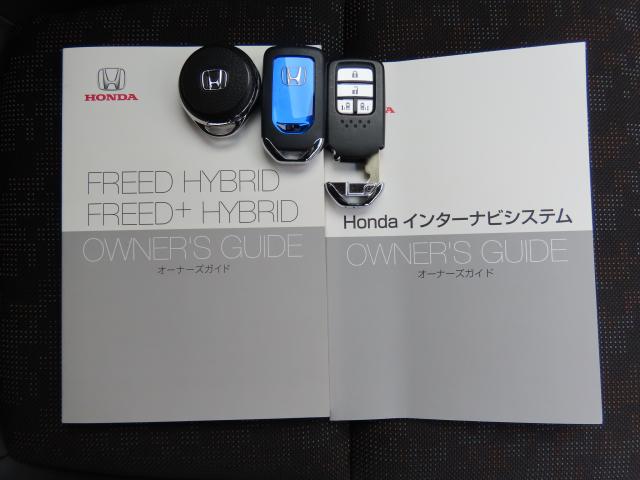 HONDA
FREED HYBRID
FREED+ HYBRID
OWNER'S GUIDE
オーナーズガイド
Honda インターナビシステム
OWNER'S GUIDE
オーナーズガイド